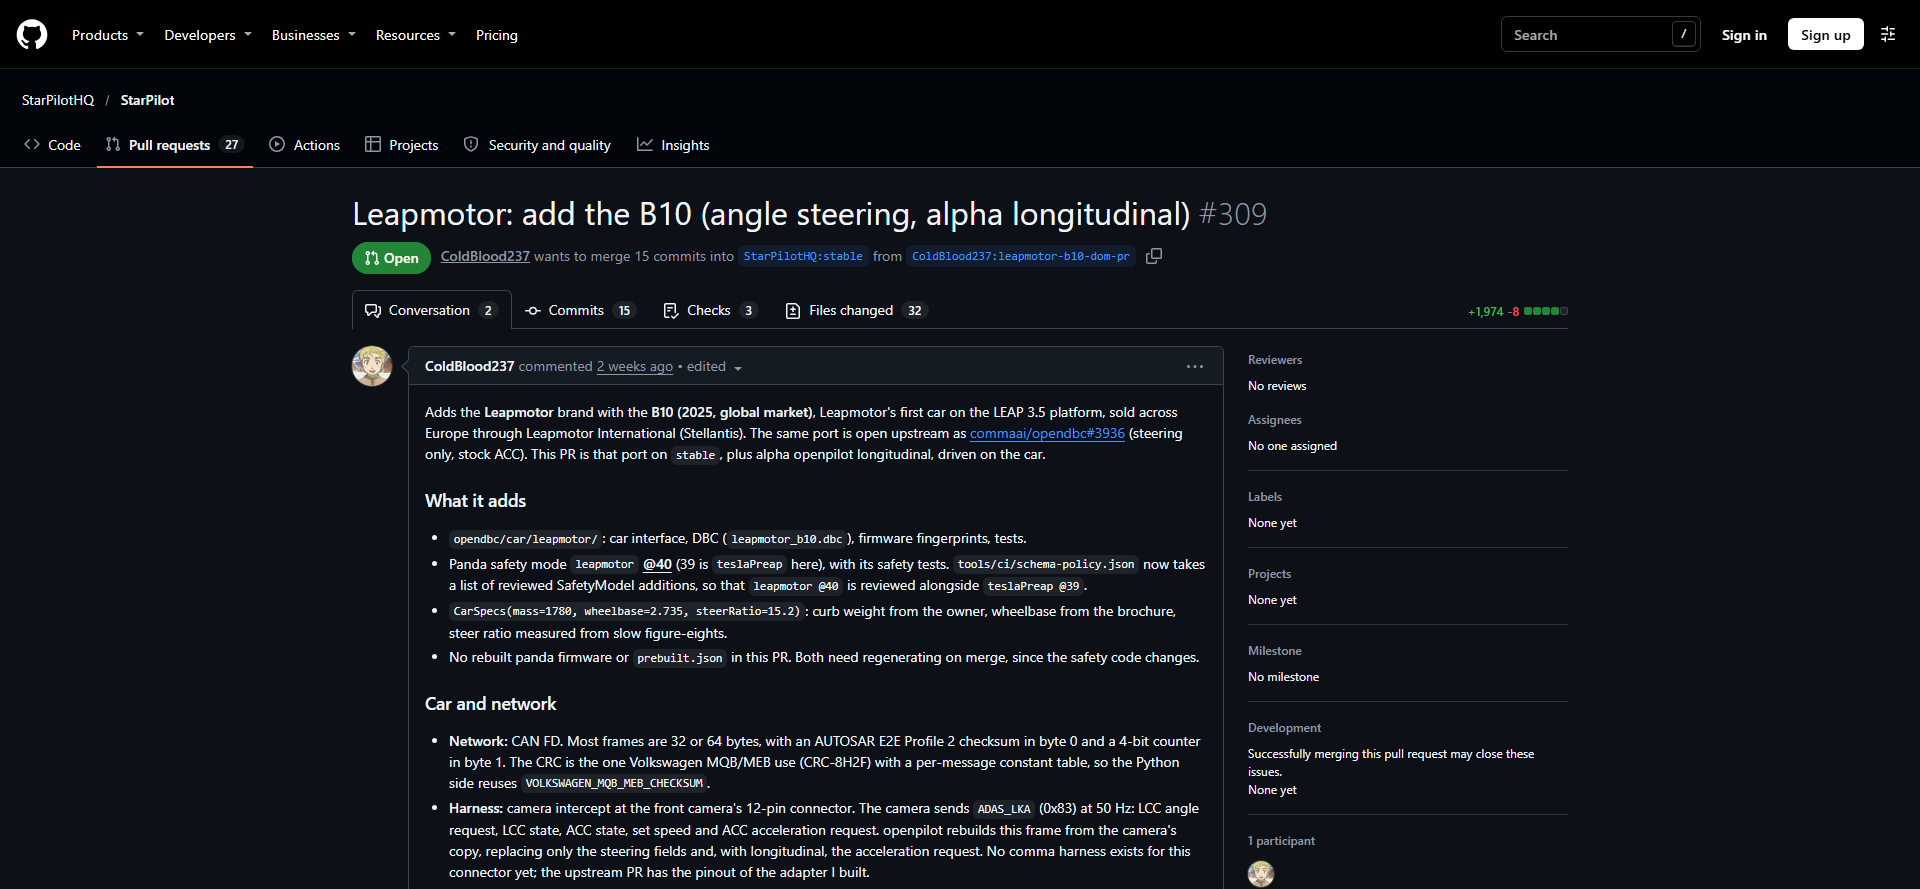 Products Developers Businesses Resources Pricing Search / Sign in Sign up
StarPilotHQ / StarPilot
Code Pull requests 27 Actions Projects Security and quality Insights
Leapmotor: add the B10 (angle steering, alpha longitudinal) #309
Open ColdBlood237 wants to merge 15 commits into StarPilotHQ:stable from ColdBlood237:leapmotor-b10-dom-pr
Conversation 2 Commits 15 Checks 3 Files changed 32 +1,974 -8
ColdBlood237 commented 2 weeks ago • edited
Adds the Leapmotor brand with the B10 (2025, global market), Leapmotor's first car on the LEAP 3.5 platform, sold across
Europe through Leapmotor International (Stellantis). The same port is open upstream as commaai/opendbc#3936 (steering
only, stock ACC). This PR is that port on stable, plus alpha openpilot longitudinal, driven on the car.
What it adds
• opendbc/car/leapmotor/ : car interface, DBC ( leapmotor_b10.dbc ), firmware fingerprints, tests.
• Panda safety mode leapmotor @40 (39 is teslaPreap here), with its safety tests. tools/ci/schema-policy.json now takes
a list of reviewed SafetyModel additions, so that leapmotor @40 is reviewed alongside teslaPreap @39.
• CarSpecs(mass=1780, wheelbase=2.735, steerRatio=15.2) : curb weight from the owner, wheelbase from the brochure,
steer ratio measured from slow figure-eights.
• No rebuilt panda firmware or prebuilt.json in this PR. Both need regenerating on merge, since the safety code changes.
Car and network
• Network: CAN FD. Most frames are 32 or 64 bytes, with an AUTOSAR E2E Profile 2 checksum in byte 0 and a 4-bit counter
in byte 1. The CRC is the one Volkswagen MQB/MEB use (CRC-8H2F) with a per-message constant table, so the Python
side reuses VOLKSWAGEN_MQB_MEB_CHECKSUM.
• Harness: camera intercept at the front camera's 12-pin connector. The camera sends ADAS_LKA (0x83) at 50 Hz: LCC angle
request, LCC state, ACC state, set speed and ACC acceleration request. openpilot rebuilds this frame from the camera's
copy, replacing only the steering fields and, with longitudinal, the acceleration request. No comma harness exists for this
connector yet; the upstream PR has the pinout of the adapter I built.
Reviewers
No reviews
Assignees
No one assigned
Labels
None yet
Projects
None yet
Milestone
No milestone
Development
Successfully merging this pull request may close these
issues.
None yet
1 participant